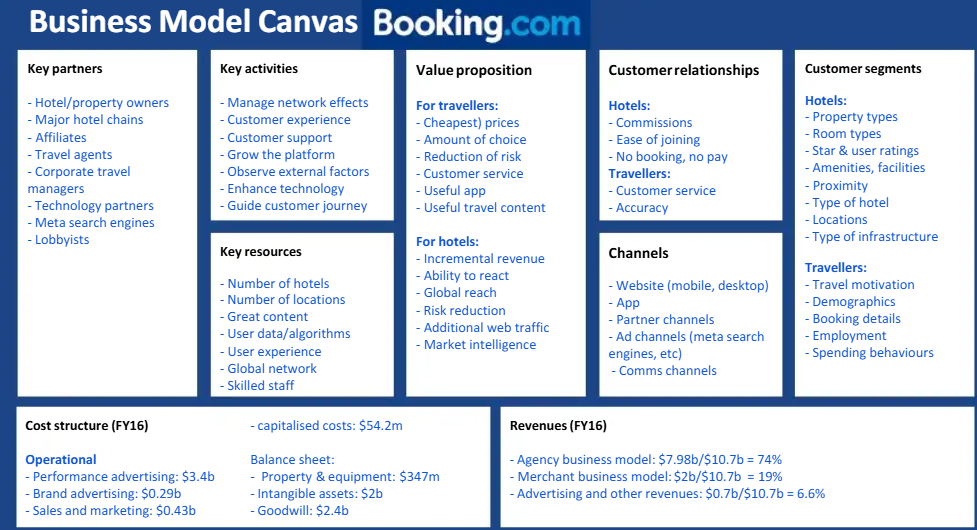 Business Model Canvas Booking.com
Key partners
- Hotel/property owners
- Major hotel chains
- Affiliates
- Travel agents
- Corporate travel
managers
- Technology partners
- Meta search engines
- Lobbyists
Key activities
- Manage network effects
- Customer experience
- Customer support
- Grow the platform
- Observe external factors
- Enhance technology
- Guide customer journey
Key resources
- Number of hotels
- Number of locations
- Great content
- User data/algorithms
- User experience
- Global network
- Skilled staff
Value proposition
For travellers:
- Cheapest) prices
- Amount of choice
- Reduction of risk
- Customer service
- Useful app
- Useful travel content
For hotels:
- Incremental revenue
- Ability to react
- Global reach
- Risk reduction
- Additional web traffic
- Market intelligence
Customer relationships
Hotels:
- Commissions
- Ease of joining
- No booking, no pay
Travellers:
- Customer service
- Accuracy
Channels
- Website (mobile, desktop)
- App
- Partner channels
- Ad channels (meta search
engines, etc)
- Comms channels
Customer segments
Hotels:
- Property types
- Room types
- Star & user ratings
- Amenities, facilities
- Proximity
- Type of hotel
- Locations
- Type of infrastructure
Travellers:
- Travel motivation
- Demographics
- Booking details
- Employment
- Spending behaviours
Cost structure (FY16)
Operational
- Performance advertising: $3.4b
- Brand advertising: $0.29b
- Sales and marketing: $0.43b
- capitalised costs: $54.2m
Balance sheet:
- Property & equipment: $347m
- Intangible assets: $2b
- Goodwill: $2.4b
Revenues (FY16)
- Agency business model: $7.98b/$10.7b = 74%
- Merchant business model: $2b/$10.7b = 19%
- Advertising and other revenues: $0.7b/$10.7b = 6.6%